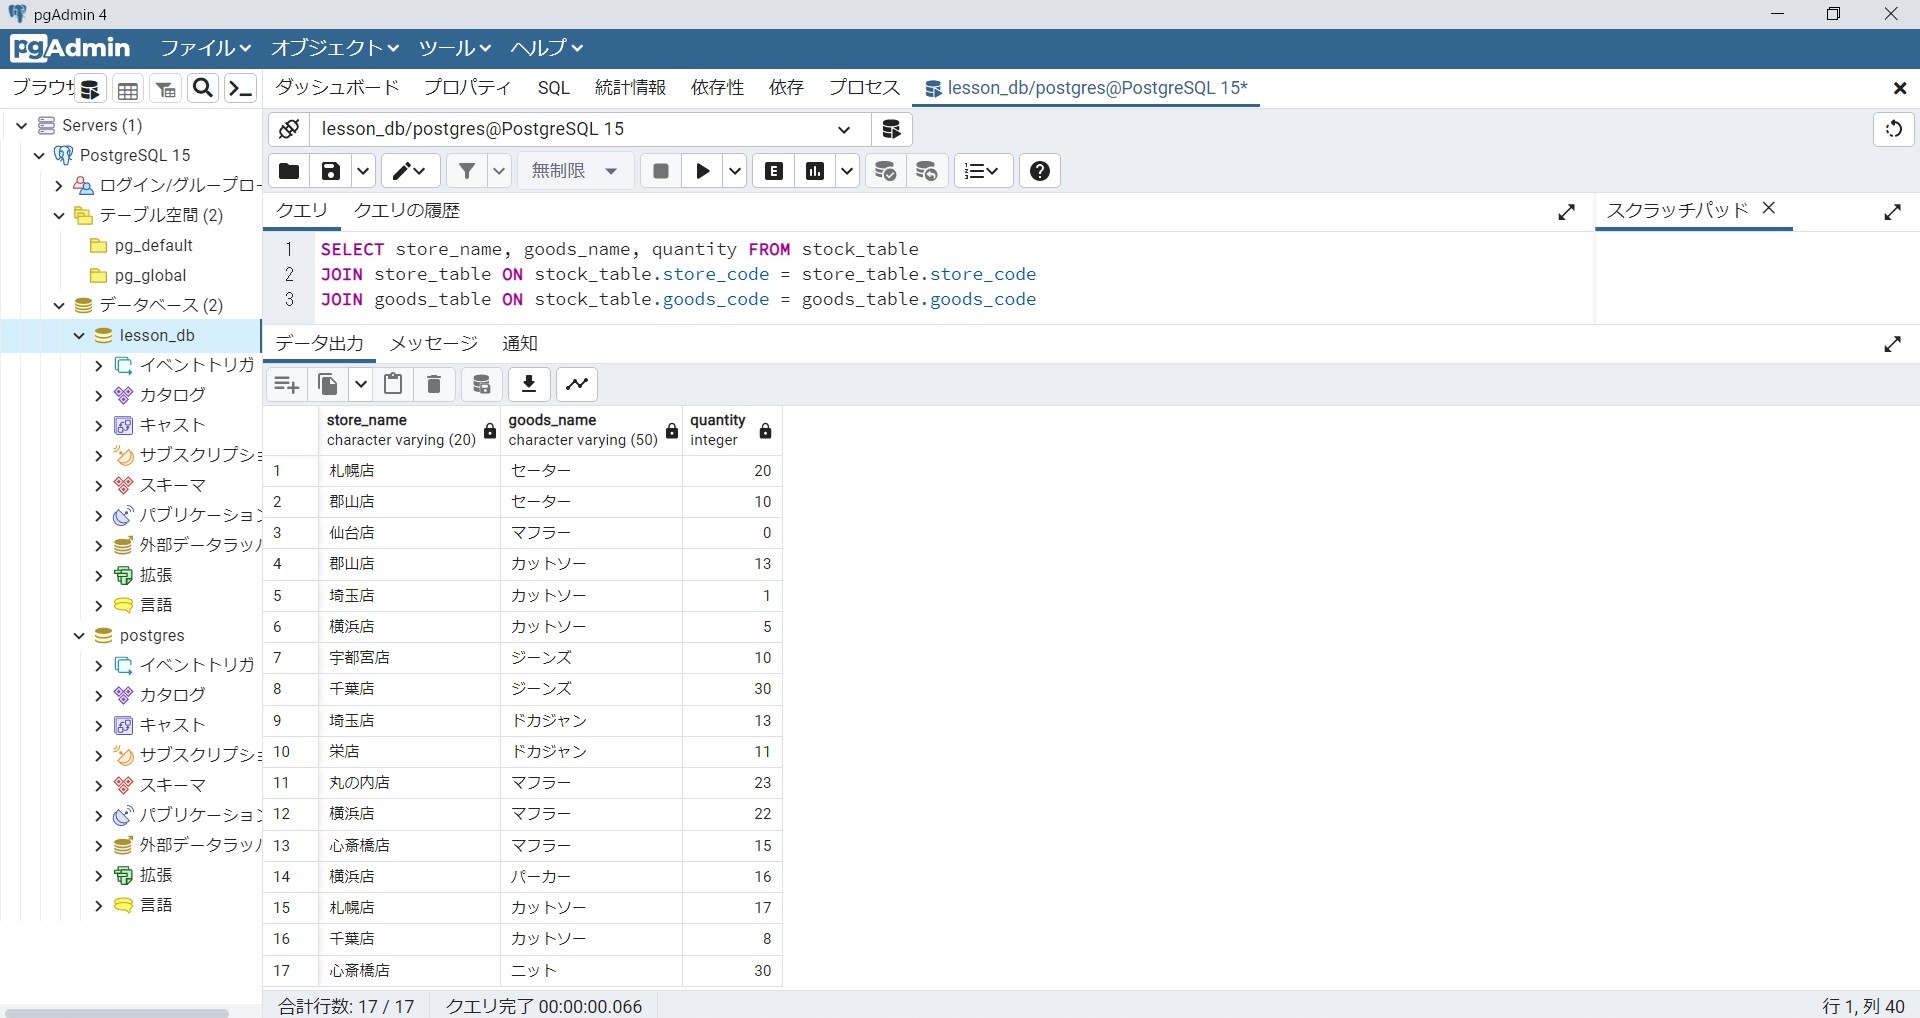 pgAdmin 4
pgAdmin ファイル オブジェクト ツール ヘルプ
ブラウザ
ダッシュボード プロパティ SQL 統計情報 依存性 依存 プロセス lesson_db/postgres@PostgreSQL 15*
Servers (1)
PostgreSQL 15
ログイン/グループロー
テーブル空間 (2)
pg_default
pg_global
データベース (2)
lesson_db
イベントトリガ
カタログ
キャスト
サブスクリプショ
スキーマ
パブリケーション
外部データラッパ
拡張
言語
postgres
イベントトリガ
カタログ
キャスト
サブスクリプショ
スキーマ
パブリケーション
外部データラッパ
拡張
言語
lesson_db/postgres@PostgreSQL 15
無制限 E
クエリ クエリの履歴
スクラッチパッド
1 SELECT store_name, goods_name, quantity FROM stock_table
2 JOIN store_table ON stock_table.store_code = store_table.store_code
3 JOIN goods_table ON stock_table.goods_code = goods_table.goods_code
データ出力 メッセージ 通知
store_name goods_name quantity
character varying (20) character varying (50) integer
1 札幌店 セーター 20
2 郡山店 セーター 10
3 仙台店 マフラー 0
4 郡山店 カットソー 13
5 埼玉店 カットソー 1
6 横浜店 カットソー 5
7 宇都宮店 ジーンズ 10
8 千葉店 ジーンズ 30
9 埼玉店 ドカジャン 13
10 栄店 ドカジャン 11
11 丸の内店 マフラー 23
12 横浜店 マフラー 22
13 心斎橋店 マフラー 15
14 横浜店 パーカー 16
15 札幌店 カットソー 17
16 千葉店 カットソー 8
17 心斎橋店 ニット 30
合計行数: 17 / 17 クエリ完了 00:00:00.066 行 1, 列 40